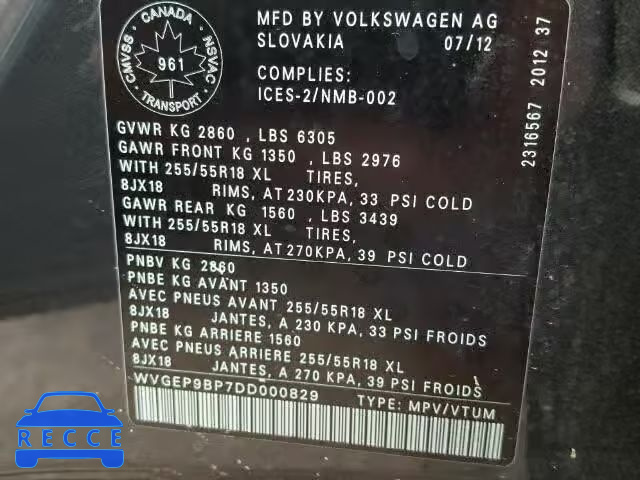 CANADA
CMVSS
NSVAC
961
TRANSPORT
MFD BY VOLKSWAGEN AG
SLOVAKIA 07/12
COMPLIES:
ICES-2/NMB-002
2316567 2012 37
GVWR KG 2860 , LBS 6305
GAWR FRONT KG 1350 , LBS 2976
WITH 255/55R18 XL TIRES,
8JX18 RIMS, AT 230KPA, 33 PSI COLD
GAWR REAR KG 1560 , LBS 3439
WITH 255/55R18 XL TIRES,
8JX18 RIMS, AT 270KPA, 39 PSI COLD
PNBV KG 2860
PNBE KG AVANT 1350
AVEC PNEUS AVANT 255/55R18 XL
8JX18 JANTES, A 230 KPA, 33 PSI FROIDS
PNBE KG ARRIERE 1560
AVEC PNEUS ARRIERE 255/55R18 XL
8JX18 JANTES, A 270 KPA, 39 PSI FROIDS
WVGEP9BP7DD000829 TYPE: MPV/VTUM
RECCE